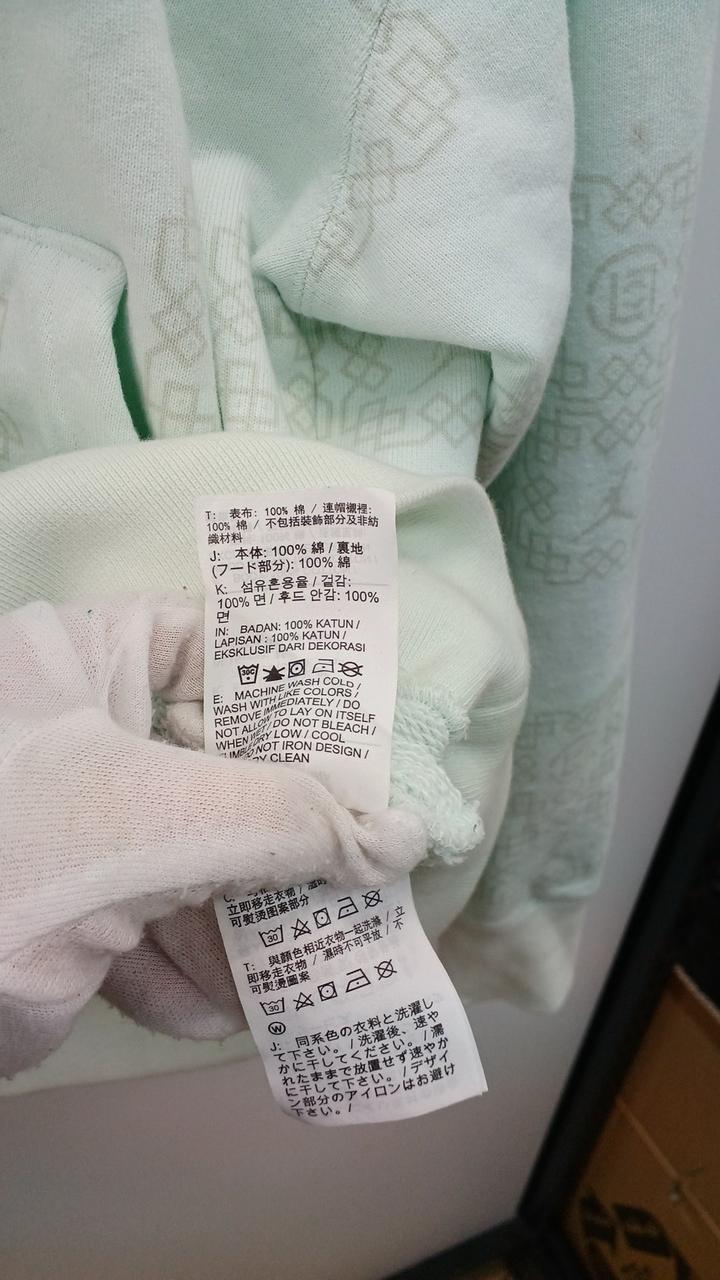 T: 表布: 100% 棉 / 連帽襯裡:
100% 棉 / 不包括裝飾部分及非紡
織材料
J: 本体: 100% 綿 / 裏地
(フード部分): 100% 綿
K: 섬유혼용율 / 겉감:
100% 면 / 후드 안감: 100%
면
IN: BADAN: 100% KATUN /
LAPISAN : 100% KATUN /
EKSKLUSIF DARI DEKORASI
30C
E: MACHINE WASH COLD /
WASH WITH LIKE COLORS / DO
REMOVE IMMEDIATELY / DO
NOT ALLOW TO LAY ON ITSELF
WHEN WET / DO NOT BLEACH /
DRY LOW / COOL
NOT IRON DESIGN /
CLEAN
立即移走衣物 /
可熨烫图案部分
30
T: 與顏色相近衣物一起洗滌 / 立
即移走衣物 / 濕時不可平放 / 不
可熨燙圖案
30
W
J: 同系色の衣料と洗濯し
て下さい。/ 洗濯後、速や
かに干してください。/ 濡
れたままで放置せず速やか
に干して下さい。/ デザイ
ン部分のアイロンはお避け
下さい。/